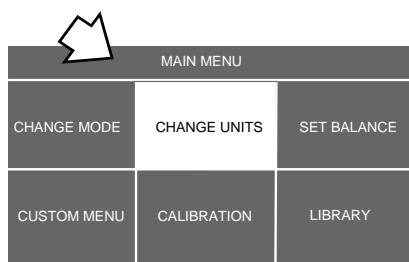 MAIN MENU
CHANGE MODE CHANGE UNITS SET BALANCE
CUSTOM MENU CALIBRATION LIBRARY